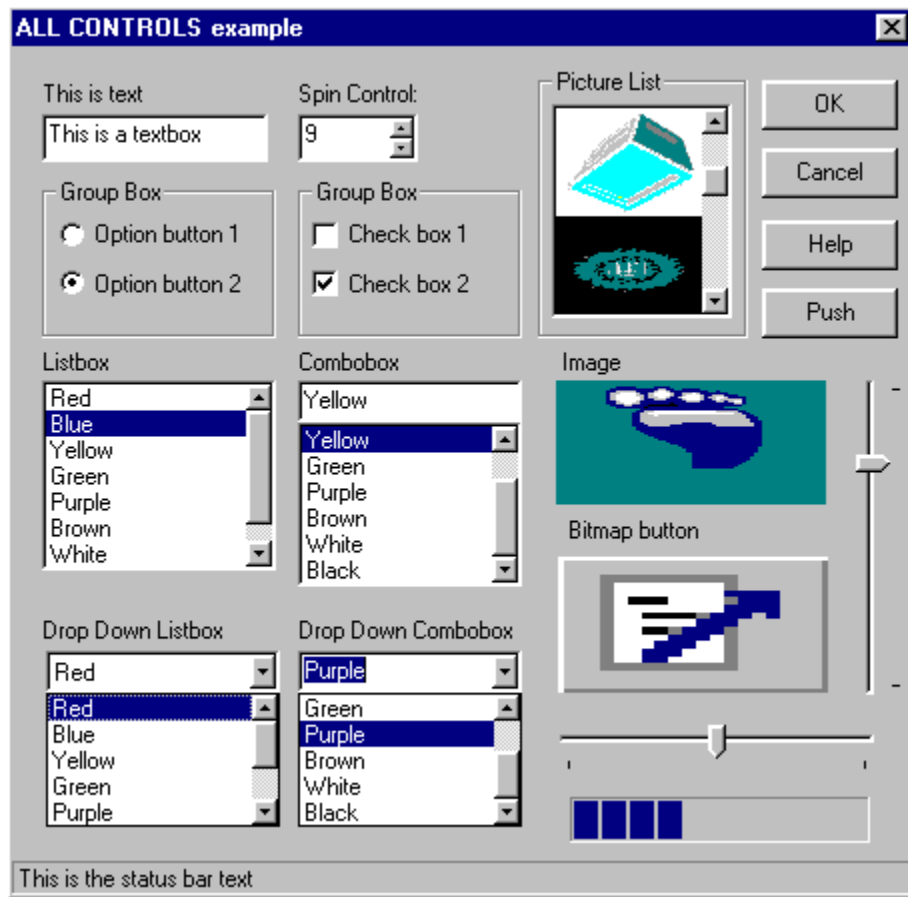 ALL CONTROLS example
This is text
This is a textbox
Spin Control:
9
Picture List
OK
Cancel
Help
Push
Group Box
Option button 1
Option button 2
Group Box
Check box 1
Check box 2
Listbox
Red
Blue
Yellow
Green
Purple
Brown
White
Combobox
Yellow
Yellow
Green
Purple
Brown
White
Black
Image
Bitmap button
Drop Down Listbox
Red
Red
Blue
Yellow
Green
Purple
Drop Down Combobox
Purple
Green
Purple
Brown
White
Black
This is the status bar text